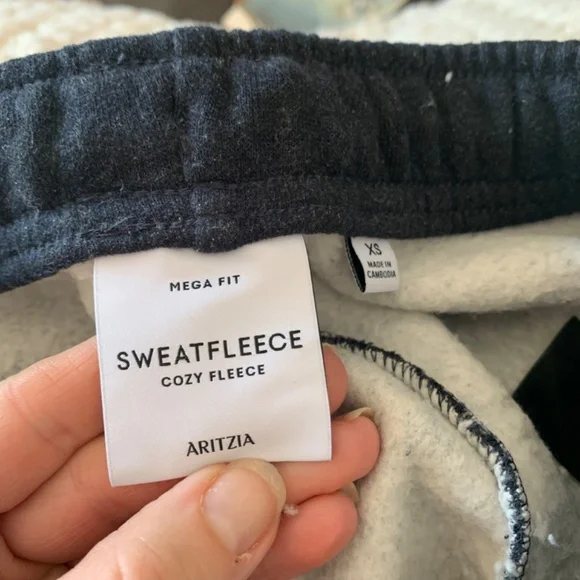 MEGA FIT
SWEATFLEECE
COZY FLEECE
ARITZIA
XS
MADE IN
CAMBODIA